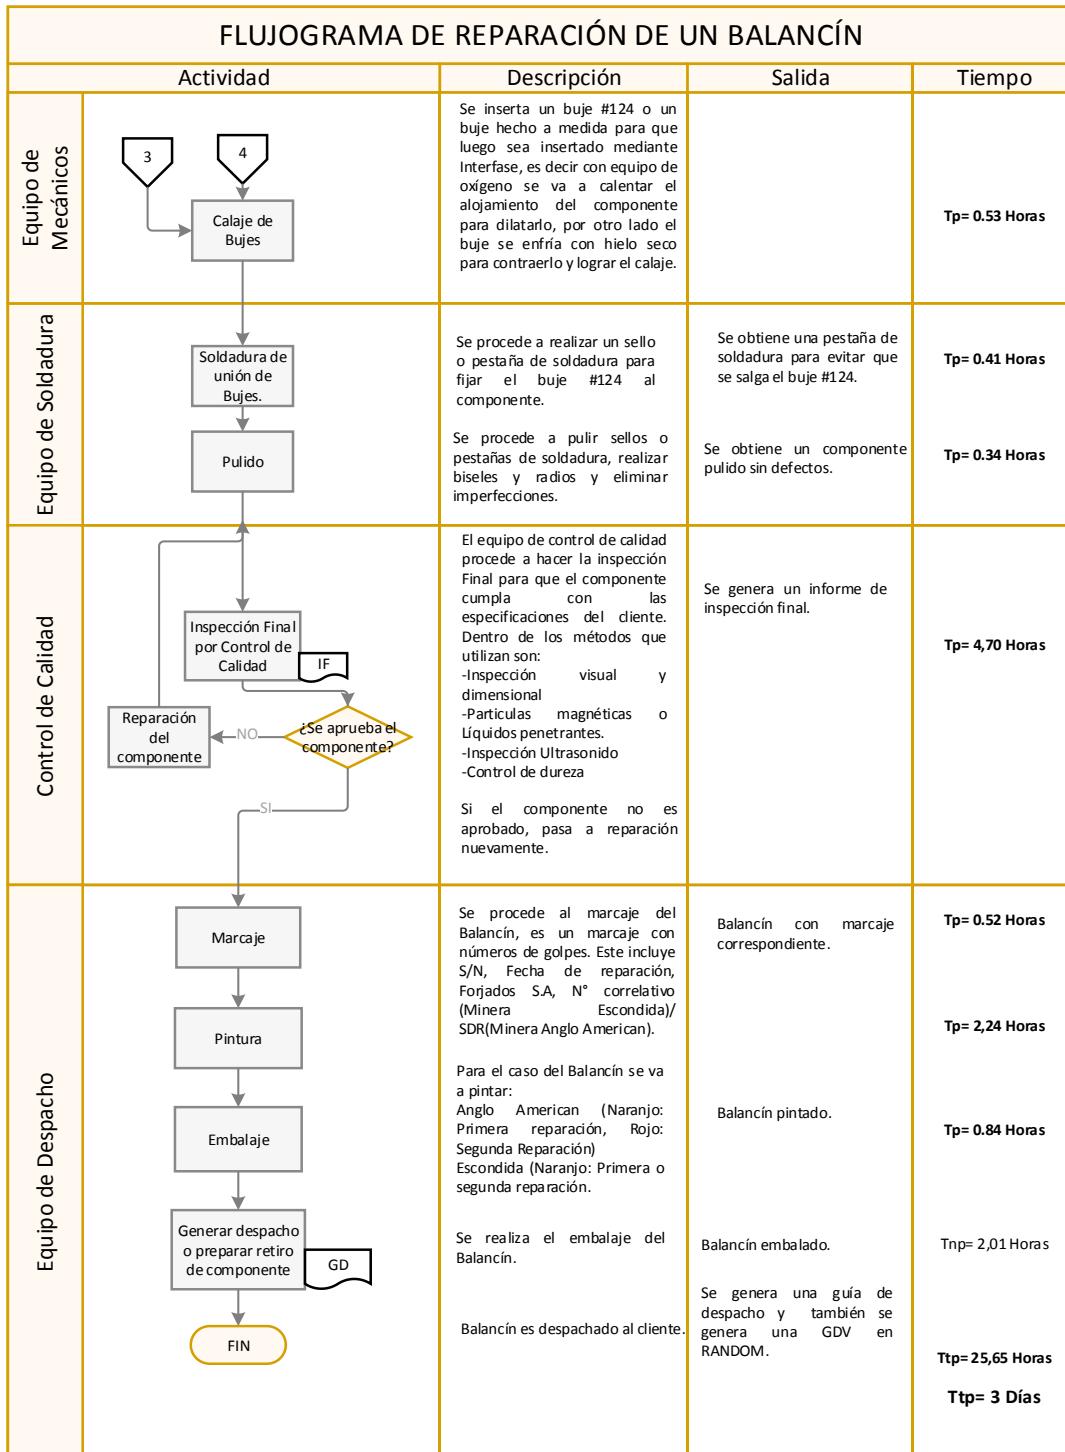 FLUJOGRAMA DE REPARACIÓN DE UN BALANCÍN
Actividad
Descripción
Salida
Tiempo
Equipo de
Mecánicos
3
4
Calaje de
Bujes
Se inserta un buje #124 o un
buje hecho a medida para que
luego sea insertado mediante
Interfase, es decir con equipo de
oxígeno se va a calentar el
alojamiento del componente
para dilatarlo, por otro lado el
buje se enfría con hielo seco
para contraerlo y lograr el calaje.
Tp= 0.53 Horas
Equipo de Soldadura
Soldadura de
unión de
Bujes.
Se procede a realizar un sello
o pestaña de soldadura para
fijar el buje #124 al
componente.
Se obtiene una pestaña de
soldadura para evitar que
se salga el buje #124.
Tp= 0.41 Horas
Pulido
Se procede a pulir sellos o
pestañas de soldadura, realizar
biseles y radios y eliminar
imperfecciones.
Se obtiene un componente
pulido sin defectos.
Tp= 0.34 Horas
Control de Calidad
Inspección Final
por Control de
Calidad
IF
¿Se aprueba el
componente?
NO
Reparación
del
componente
SI
El equipo de control de calidad
procede a hacer la inspección
Final para que el componente
cumpla con las
especificaciones del cliente.
Dentro de los métodos que
utilizan son:
-Inspección visual y
dimensional
-Particulas magnéticas o
Líquidos penetrantes.
-Inspección Ultrasonido
-Control de dureza
Si el componente no es
aprobado, pasa a reparación
nuevamente.
Se genera un informe de
inspección final.
Tp= 4,70 Horas
Equipo de Despacho
Marcaje
Se procede al marcaje del
Balancín, es un marcaje con
números de golpes. Este incluye
S/N, Fecha de reparación,
Forjados S.A, N° correlativo
(Minera Escondida)/
SDR(Minera Anglo American).
Balancín con marcaje
correspondiente.
Tp= 0.52 Horas
Pintura
Tp= 2,24 Horas
Para el caso del Balancín se va
a pintar:
Anglo American (Naranjo:
Primera reparación, Rojo:
Segunda Reparación)
Escondida (Naranjo: Primera o
segunda reparación.
Balancín pintado.
Embalaje
Tp= 0.84 Horas
Generar despacho
o preparar retiro
de componente
GD
Se realiza el embalaje del
Balancín.
Balancín embalado.
Tnp= 2,01 Horas
FIN
Balancín es despachado al cliente.
Se genera una guía de
despacho y también se
genera una GDV en
RANDOM.
Ttp= 25,65 Horas
Ttp= 3 Días